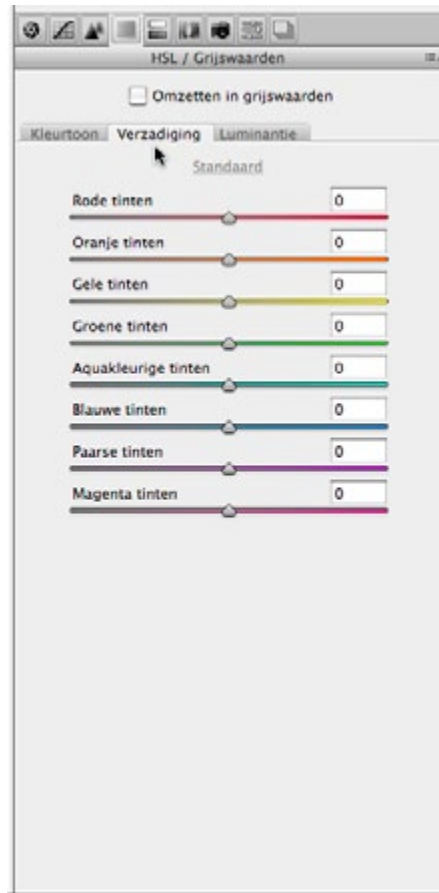 HSL / Grijswaarden
Omzetten in grijswaarden
Kleurtoon Verzadiging Luminantie
Standaard
Rode tinten 0
Oranje tinten 0
Gele tinten 0
Groene tinten 0
Aquakleurige tinten 0
Blauwe tinten 0
Paarse tinten 0
Magenta tinten 0